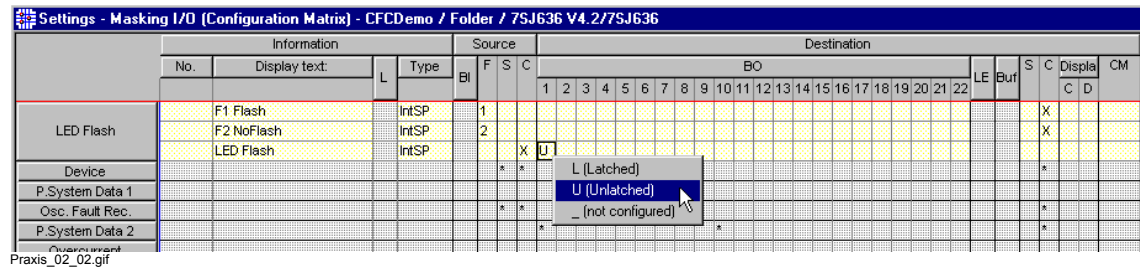 Settings - Masking I/O (Configuration Matrix) - CFCDemo / Folder / 7SJ636 V4.2/7SJ636
Information Source Destination
No. Display text: L Type BI F S C BO LE Buf S C Displa CM
1 2 3 4 5 6 7 8 9 10 11 12 13 14 15 16 17 18 19 20 21 22 C D
LED Flash
F1 Flash IntSP 1 X
F2 NoFlash IntSP 2 X
LED Flash IntSP X U
L (Latched)
U (Unlatched)
_ (not configured)
Device * * *
P.System Data 1
Osc. Fault Rec. * * *
P.System Data 2 * * *
Overcurrent
Praxis_02_02.gif